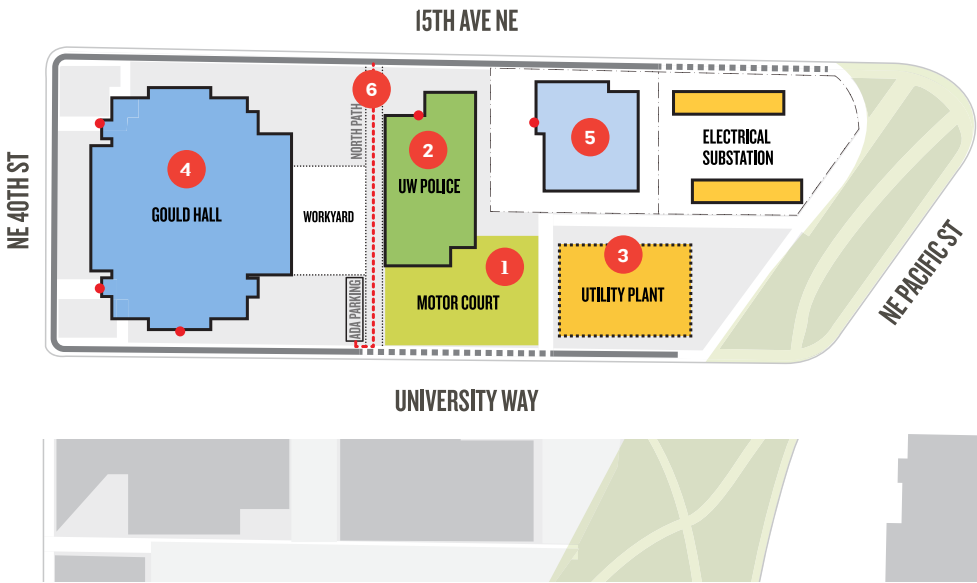 15TH AVE NE
6
NORTH PATH
2
UW POLICE
5
ELECTRICAL
SUBSTATION
NE 40TH ST
4
GOULD HALL
WORKYARD
1
MOTOR COURT
3
UTILITY PLANT
ADA PARKING
NE PACIFIC ST
UNIVERSITY WAY